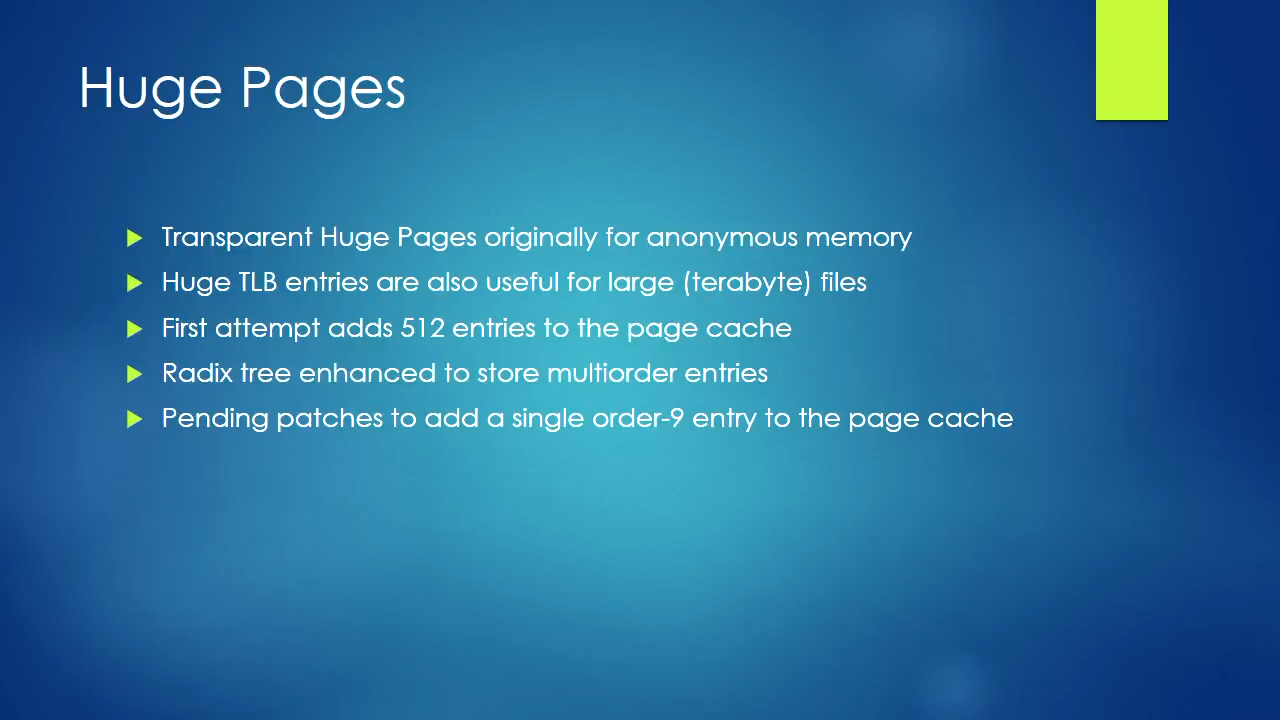 Huge Pages
Transparent Huge Pages originally for anonymous memory
Huge TLB entries are also useful for large (terabyte) files
First attempt adds 512 entries to the page cache
Radix tree enhanced to store multiorder entries
Pending patches to add a single order-9 entry to the page cache